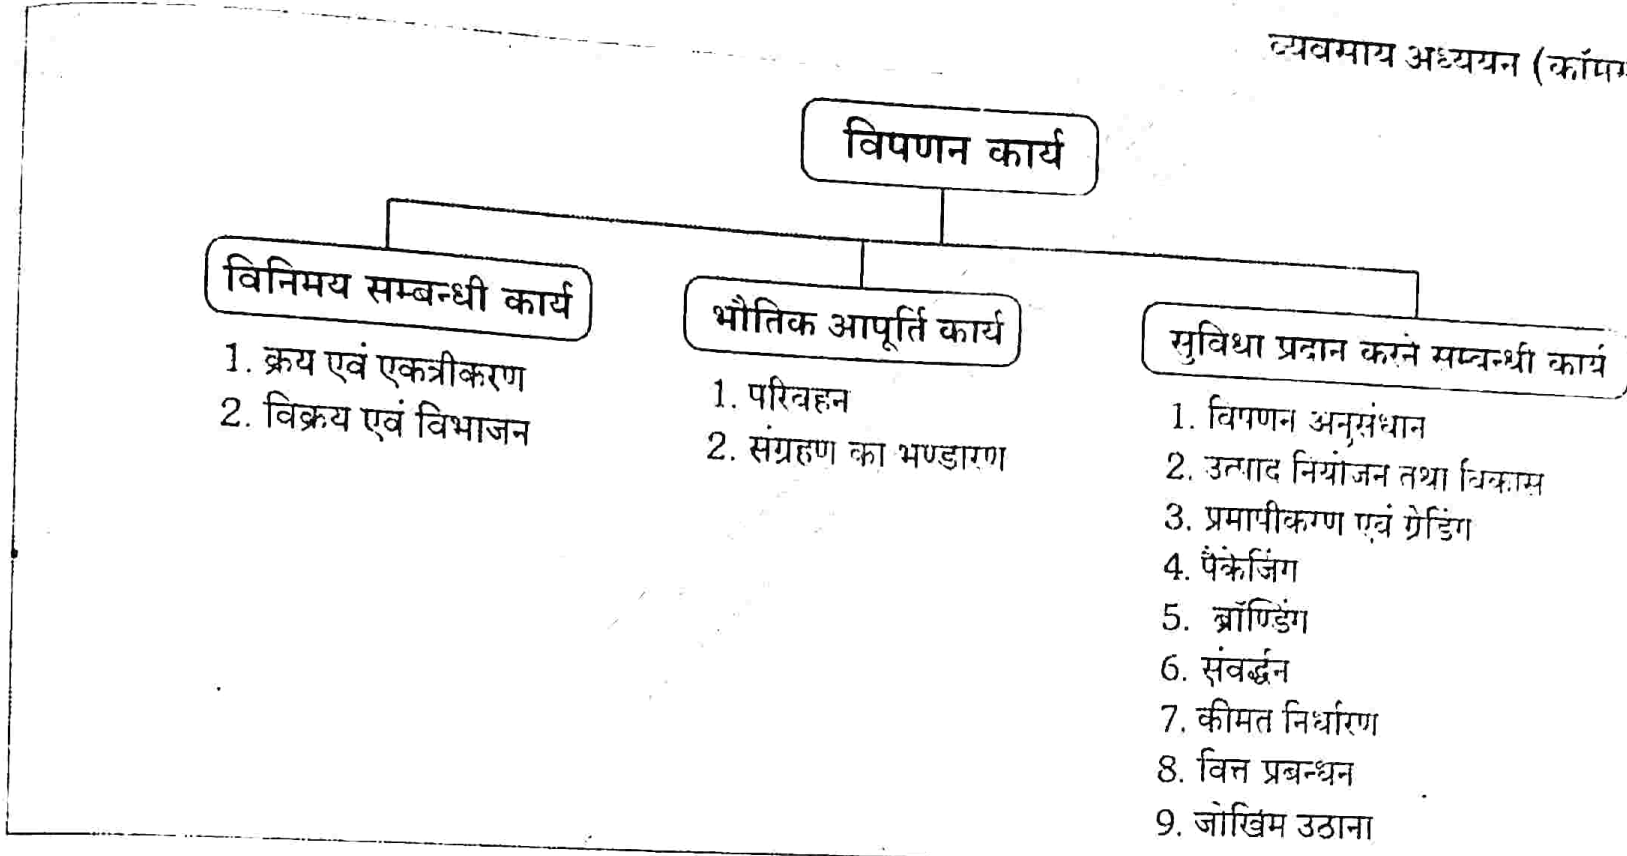 व्यवसाय अध्ययन
विपणन कार्य
विनिमय सम्बन्धी कार्य
1. क्रय एवं एकत्रीकरण
2. विक्रय एवं विभाजन
भौतिक आपूर्ति कार्य
1. परिवहन
2. संग्रहण का भण्डारण
सुविधा प्रदान करने सम्बन्धी कार्य
1. विपणन अनुसंधान
2. उत्पाद नियोजन तथा विकास
3. प्रमापीकरण एवं ग्रेडिंग
4. पैकेजिंग
5. ब्रॉण्डिंग
6. संवर्द्धन
7. कीमत निर्धारण
8. वित्त प्रबन्धन
9. जोखिम उठाना